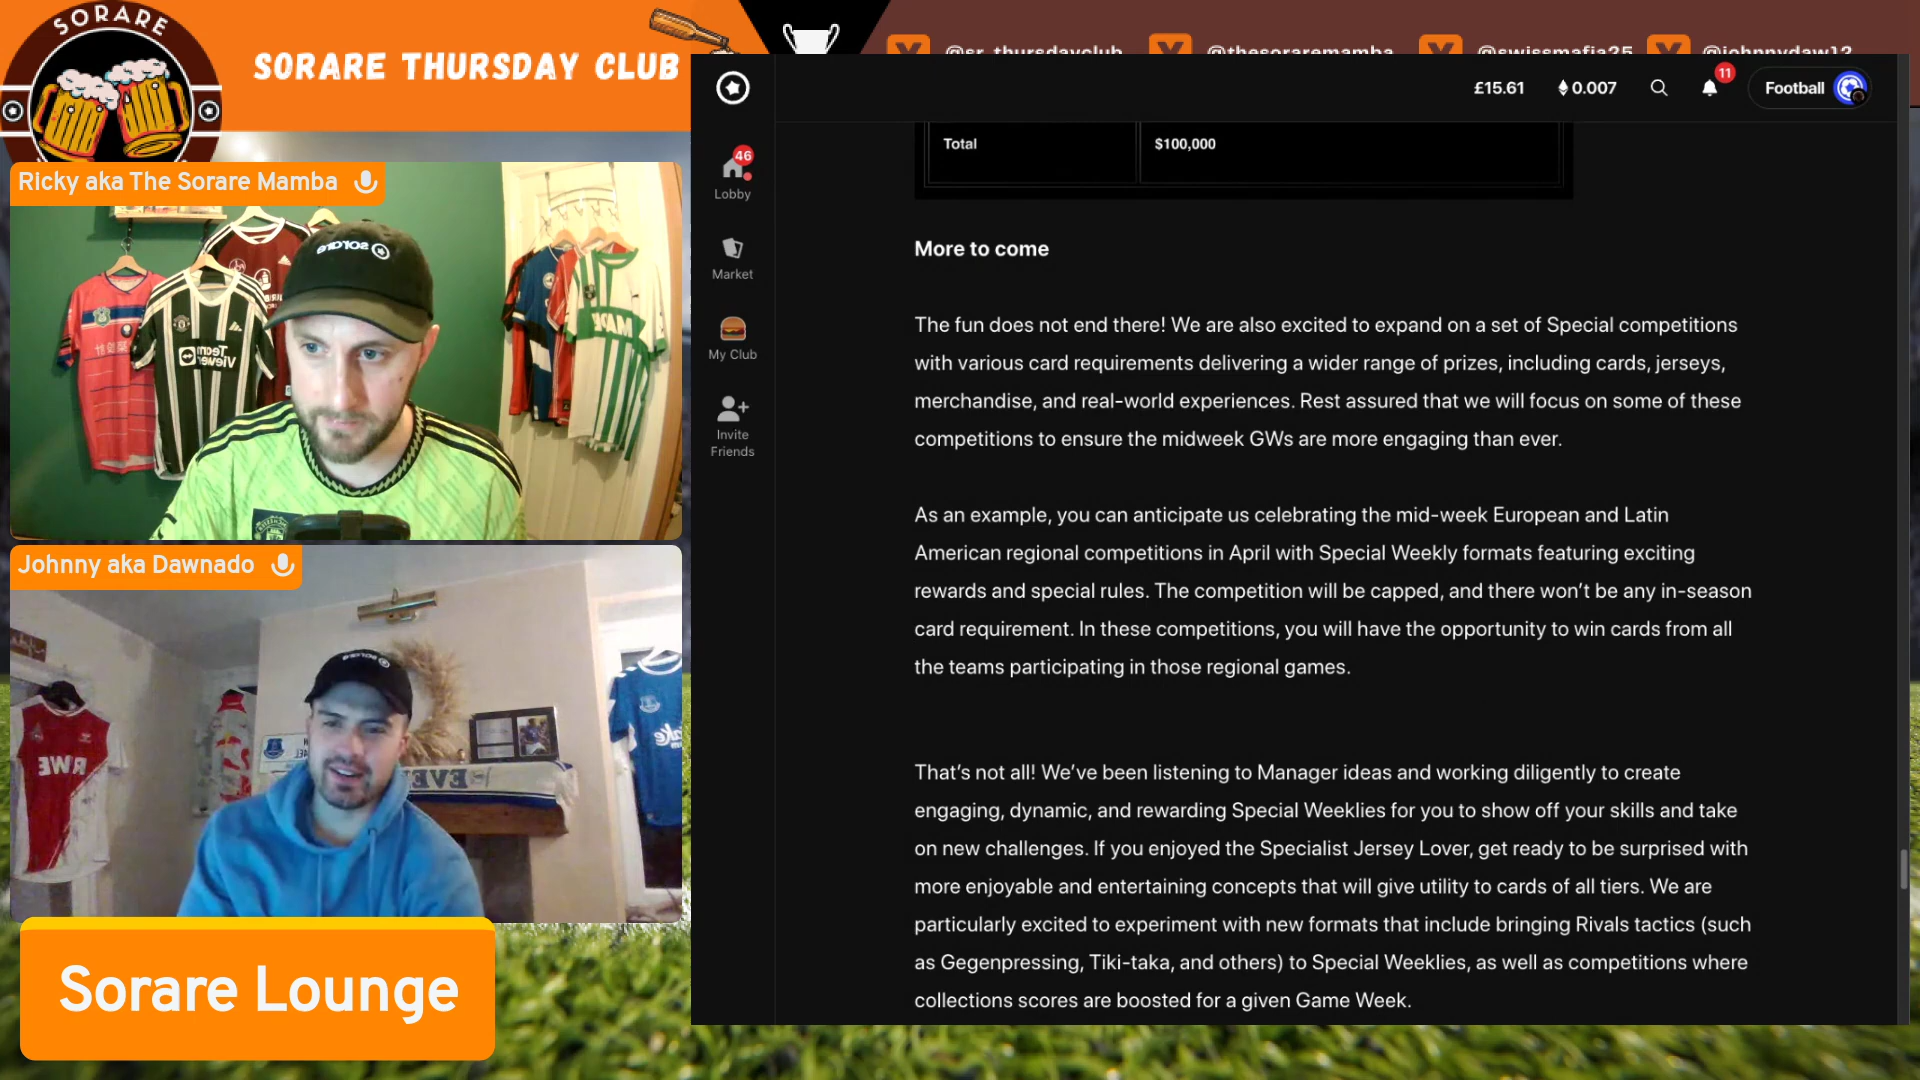 SORARE
SORARE THURSDAY CLUB
@sr_thursdayclub
@thesoraremamba
@swissmafia25
@johnnydaw12
Ricky aka The Sorare Mamba
sorare
Team
Viewer
Johnny aka Dawnado
sorare
RWE
EVE
Sorare Lounge
£15.61
0.007
11
Football
46
Lobby
Market
My Club
Invite
Friends
Total
$100,000
More to come
The fun does not end there! We are also excited to expand on a set of Special competitions
with various card requirements delivering a wider range of prizes, including cards, jerseys,
merchandise, and real-world experiences. Rest assured that we will focus on some of these
competitions to ensure the midweek GWs are more engaging than ever.
As an example, you can anticipate us celebrating the mid-week European and Latin
American regional competitions in April with Special Weekly formats featuring exciting
rewards and special rules. The competition will be capped, and there won’t be any in-season
card requirement. In these competitions, you will have the opportunity to win cards from all
the teams participating in those regional games.
That’s not all! We’ve been listening to Manager ideas and working diligently to create
engaging, dynamic, and rewarding Special Weeklies for you to show off your skills and take
on new challenges. If you enjoyed the Specialist Jersey Lover, get ready to be surprised with
more enjoyable and entertaining concepts that will give utility to cards of all tiers. We are
particularly excited to experiment with new formats that include bringing Rivals tactics (such
as Gegenpressing, Tiki-taka, and others) to Special Weeklies, as well as competitions where
collections scores are boosted for a given Game Week.